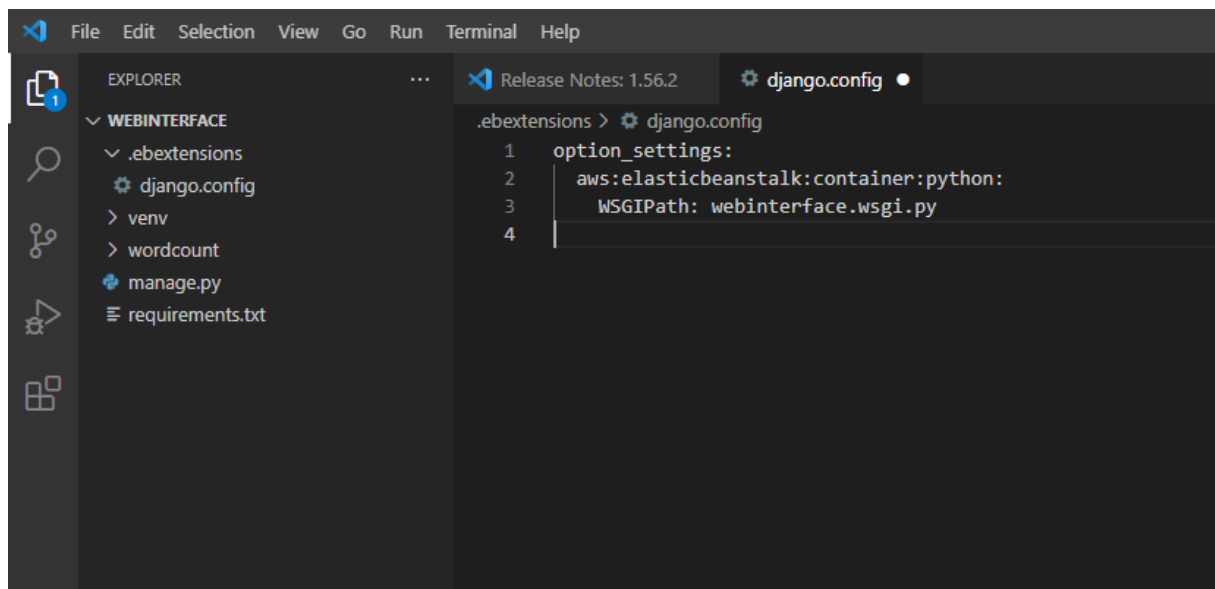 File Edit Selection View Go Run Terminal Help
EXPLORER ...
Release Notes: 1.56.2 django.config
1
WEBINTERFACE
.ebextensions > django.config
.ebextensions
django.config
venv
wordcount
manage.py
requirements.txt
1 option_settings:
2 aws:elasticbeanstalk:container:python:
3 WSGIPath: webinterface.wsgi.py
4